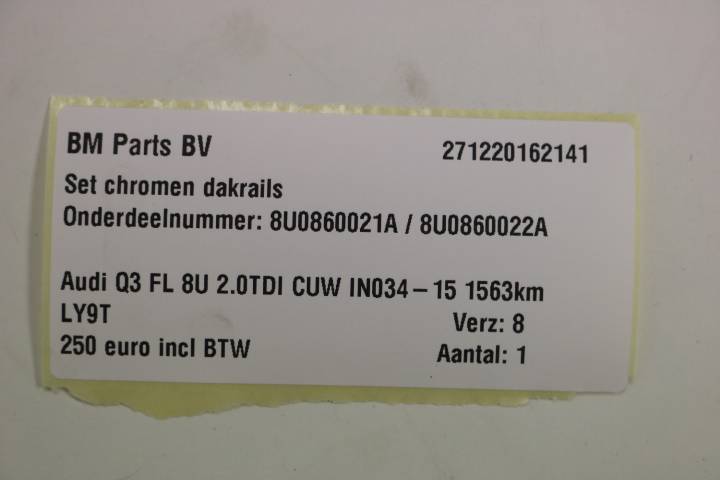 BM Parts BV 271220162141
Set chromen dakrails
Onderdeelnummer: 8U0860021A / 8U0860022A
Audi Q3 FL 8U 2.0TDI CUW IN034-15 1563km
LY9T Verz: 8
250 euro incl BTW Aantal: 1